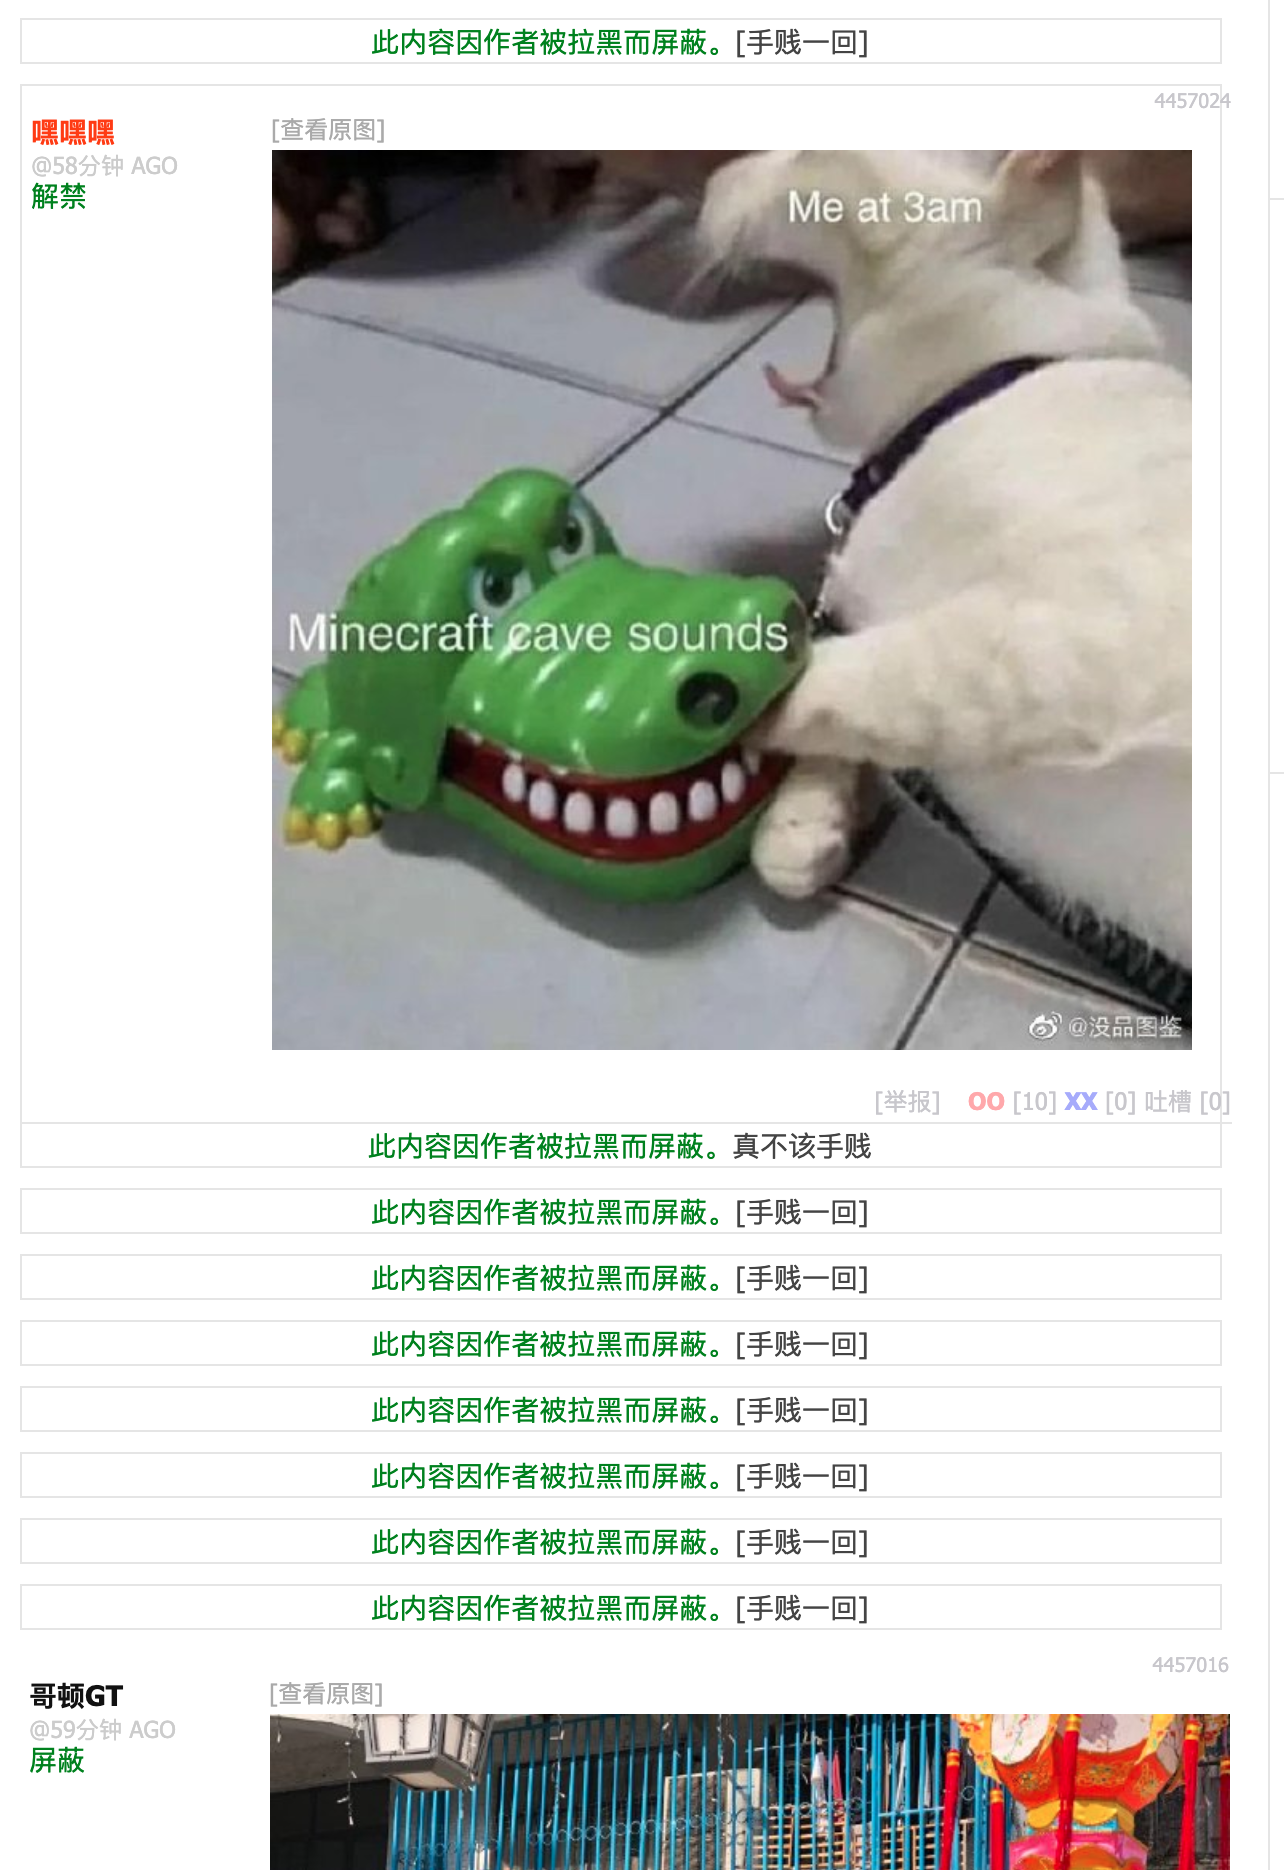 此内容因作者被拉黑而屏蔽。[手贱一回]
4457024
嘿嘿嘿
[查看原图]
@58分钟 AGO
解禁
Me at 3am
Minecraft cave sounds
@没品图鉴
[举报] OO [10] XX [0] 吐槽 [0]
此内容因作者被拉黑而屏蔽。真不该手贱
此内容因作者被拉黑而屏蔽。[手贱一回]
此内容因作者被拉黑而屏蔽。[手贱一回]
此内容因作者被拉黑而屏蔽。[手贱一回]
此内容因作者被拉黑而屏蔽。[手贱一回]
此内容因作者被拉黑而屏蔽。[手贱一回]
此内容因作者被拉黑而屏蔽。[手贱一回]
此内容因作者被拉黑而屏蔽。[手贱一回]
4457016
哥顿GT
[查看原图]
@59分钟 AGO
屏蔽